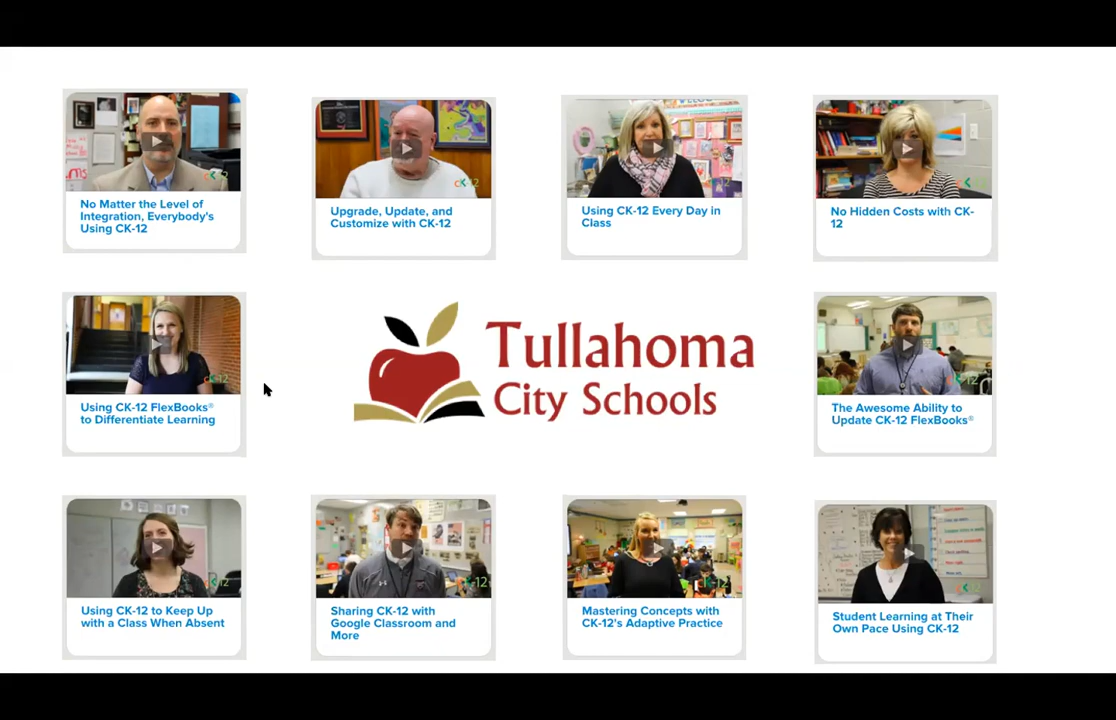 No Matter the Level of
Integration, Everybody's
Using CK-12
Upgrade, Update, and
Customize with CK-12
Using CK-12 Every Day in
Class
No Hidden Costs with CK-
12
Using CK-12 FlexBooks®
to Differentiate Learning
Tullahoma
City Schools
The Awesome Ability to
Update CK-12 FlexBooks®
Using CK-12 to Keep Up
with a Class When Absent
Sharing CK-12 with
Google Classroom and
More
Mastering Concepts with
CK-12's Adaptive Practice
Student Learning at Their
Own Pace Using CK-12